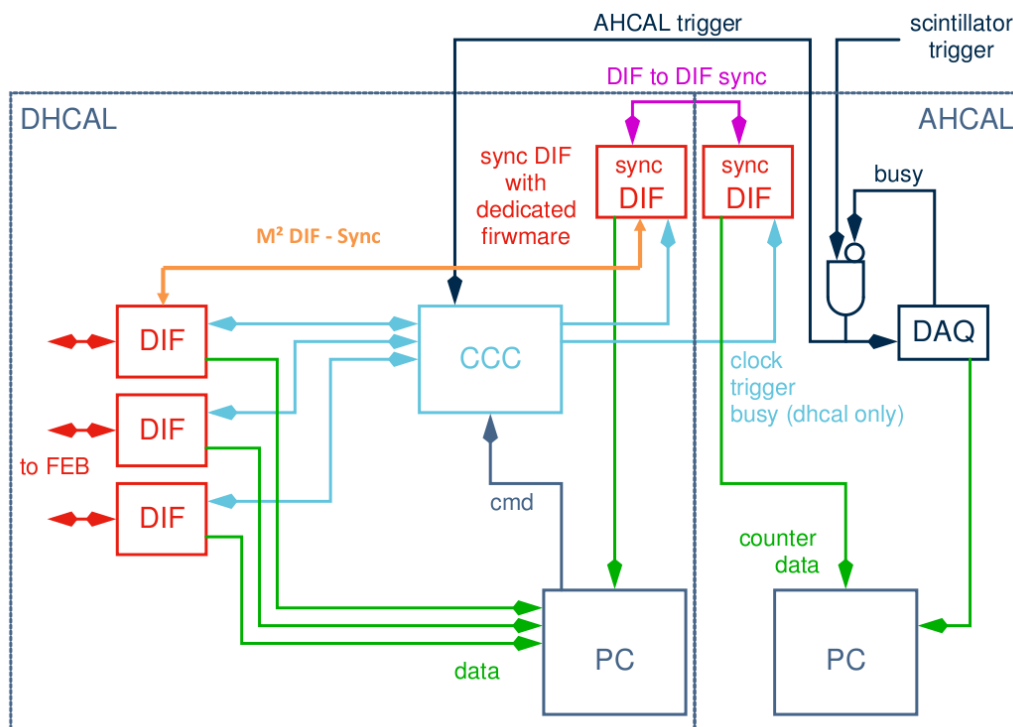 AHCAL trigger
scintillator
trigger
DIF to DIF sync
DHCAL
AHCAL
sync DIF
with
dedicated
firwmare
sync
DIF
sync
DIF
busy
M² DIF - Sync
DIF
CCC
DAQ
clock
trigger
busy (dhcal only)
DIF
to FEB
DIF
cmd
counter
data
data
PC
PC